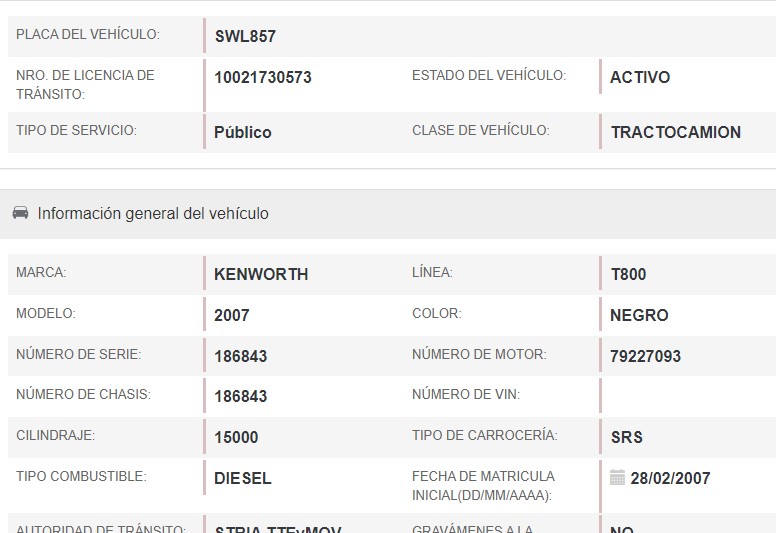 PLACA DEL VEHÍCULO: SWL857
NRO. DE LICENCIA DE TRÁNSITO: 10021730573 ESTADO DEL VEHÍCULO: ACTIVO
TIPO DE SERVICIO: Público CLASE DE VEHÍCULO: TRACTOCAMION
Información general del vehículo
MARCA: KENWORTH LÍNEA: T800
MODELO: 2007 COLOR: NEGRO
NÚMERO DE SERIE: 186843 NÚMERO DE MOTOR: 79227093
NÚMERO DE CHASIS: 186843 NÚMERO DE VIN:
CILINDRAJE: 15000 TIPO DE CARROCERÍA: SRS
TIPO COMBUSTIBLE: DIESEL FECHA DE MATRICULA INICIAL(DD/MM/AAAA): 28/02/2007
AUTORIDAD DE TRÁNSITO: STRIA TTEyMOV GRAVÁMENES A LA NO